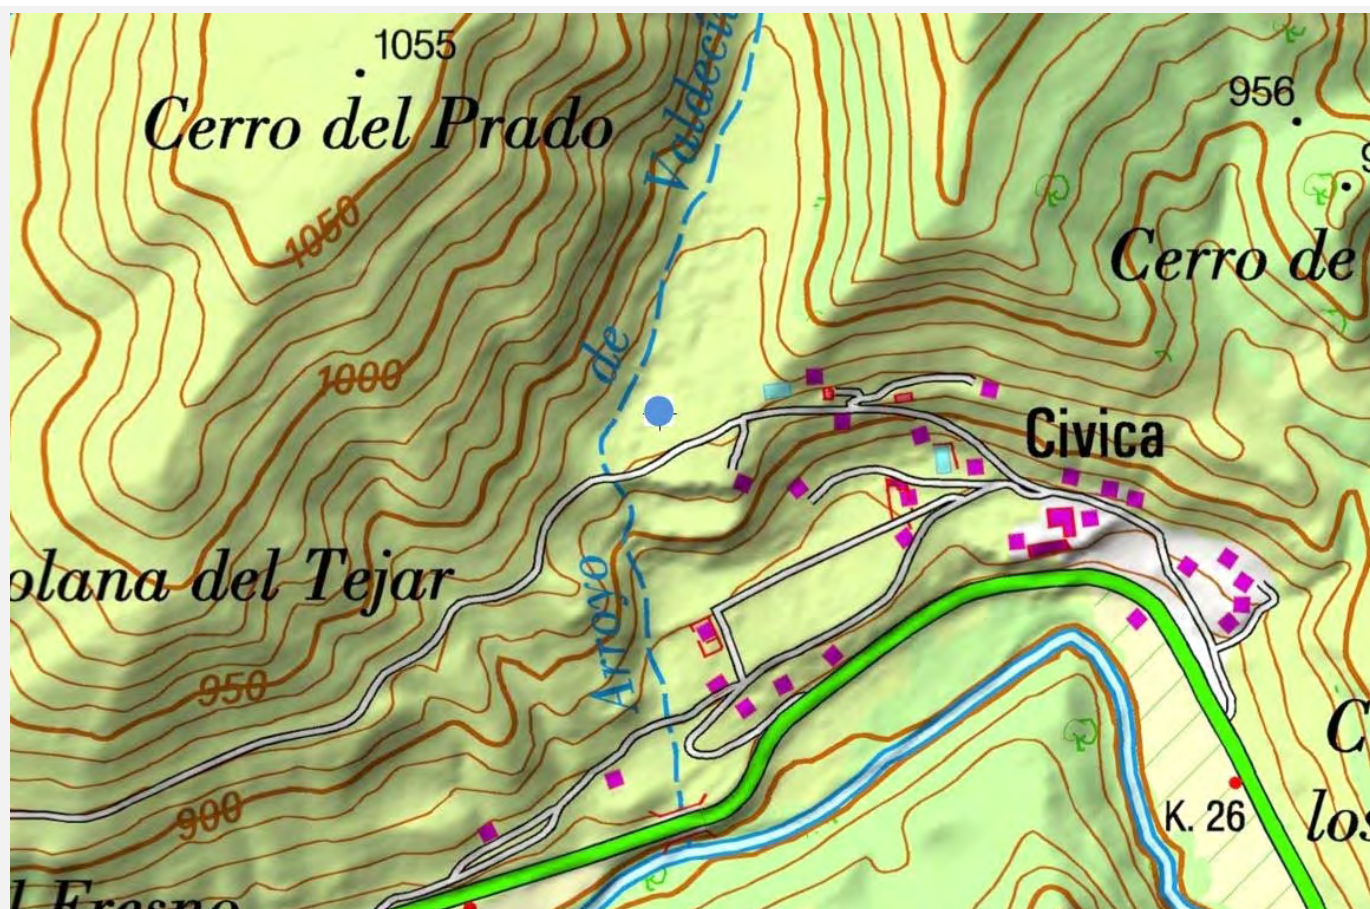 1055
Cerro del Prado
956
Cerro de
1050
1000
Civica
olana del Tejar
950
900
Arroyo de
K. 26
los
l Fresno